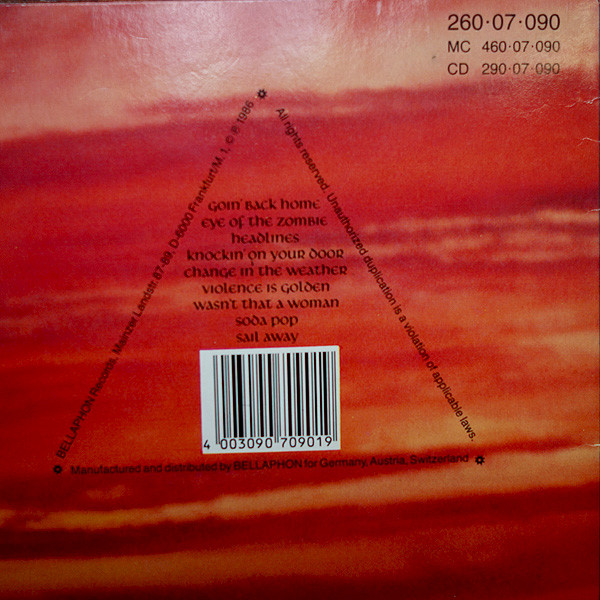 260·07·090
MC 460·07·090
CD 290·07·090
BELLAPHON Records, Mainzer Landstr. 87-89, D-6000 Frankfurt/M. 1, © ℗ 1986
All rights reserved. Unauthorized duplication is a violation of applicable laws.
Goin' Back Home
Eye of the Zombie
Headlines
Knockin' on Your Door
Change in the Weather
Violence is Golden
Wasn't That a Woman
Soda Pop
Sail Away
4 003090 709019
Manufactured and distributed by BELLAPHON for Germany, Austria, Switzerland